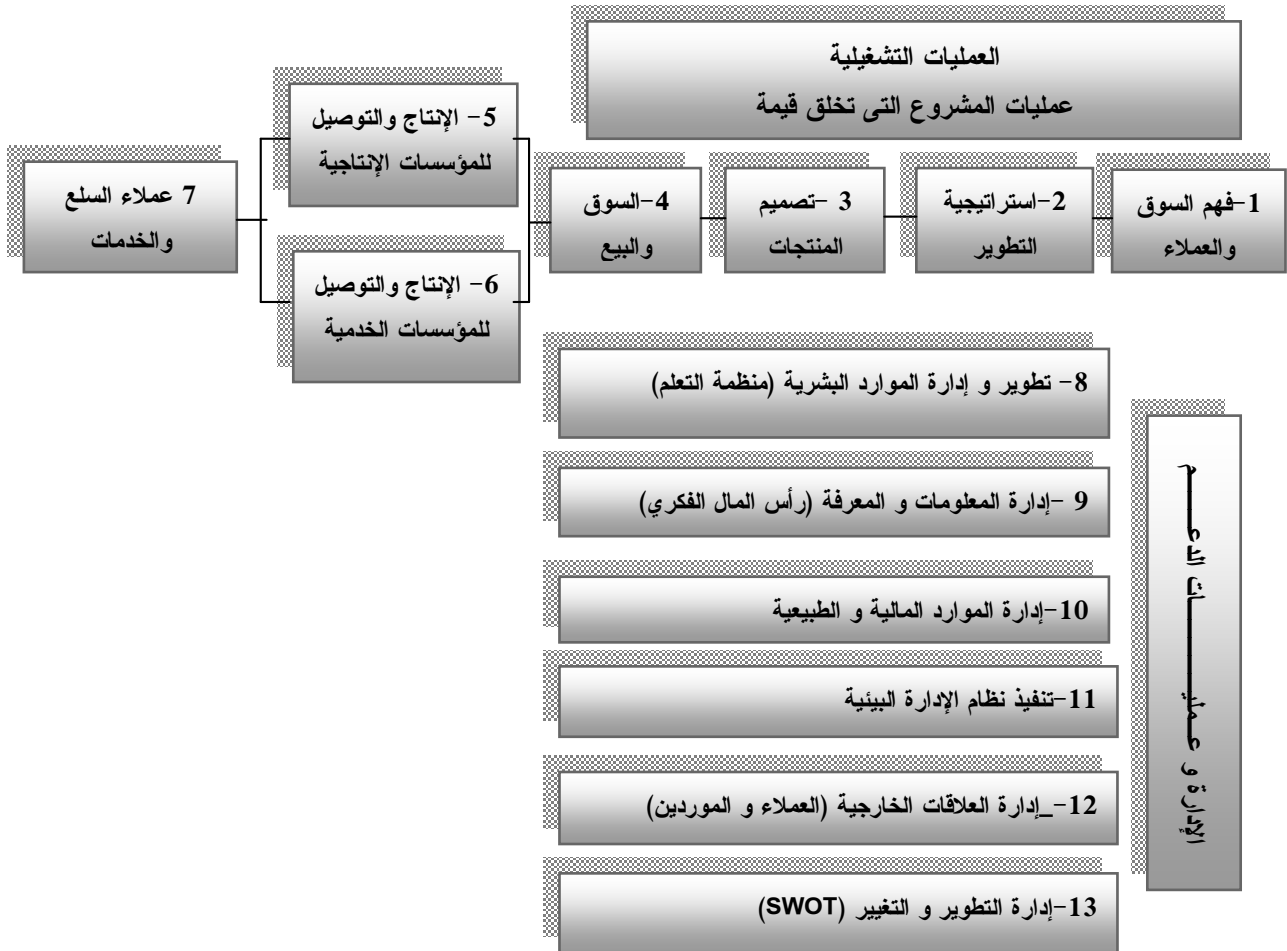 العمليات التشغيلية
عمليات المشروع التى تخلق قيمة
1-فهم السوق
والعملاء
2-استراتيجية
التطوير
3 -تصميم
المنتجات
4-السوق
والبيع
5- الإنتاج والتوصيل
للمؤسسات الإنتاجية
6- الإنتاج والتوصيل
للمؤسسات الخدمية
7 عملاء السلع
والخدمات
8- تطوير و إدارة الموارد البشرية (منظمة التعلم)
9 -إدارة المعلومات و المعرفة (رأس المال الفكري)
10-إدارة الموارد المالية و الطبيعية
11-تنفيذ نظام الإدارة البيئية
12-_إدارة العلاقات الخارجية (العملاء و الموردين)
13-إدارة التطوير و التغيير (SWOT)
الإدارة و عـمليـــــــــات الدعـــــــم